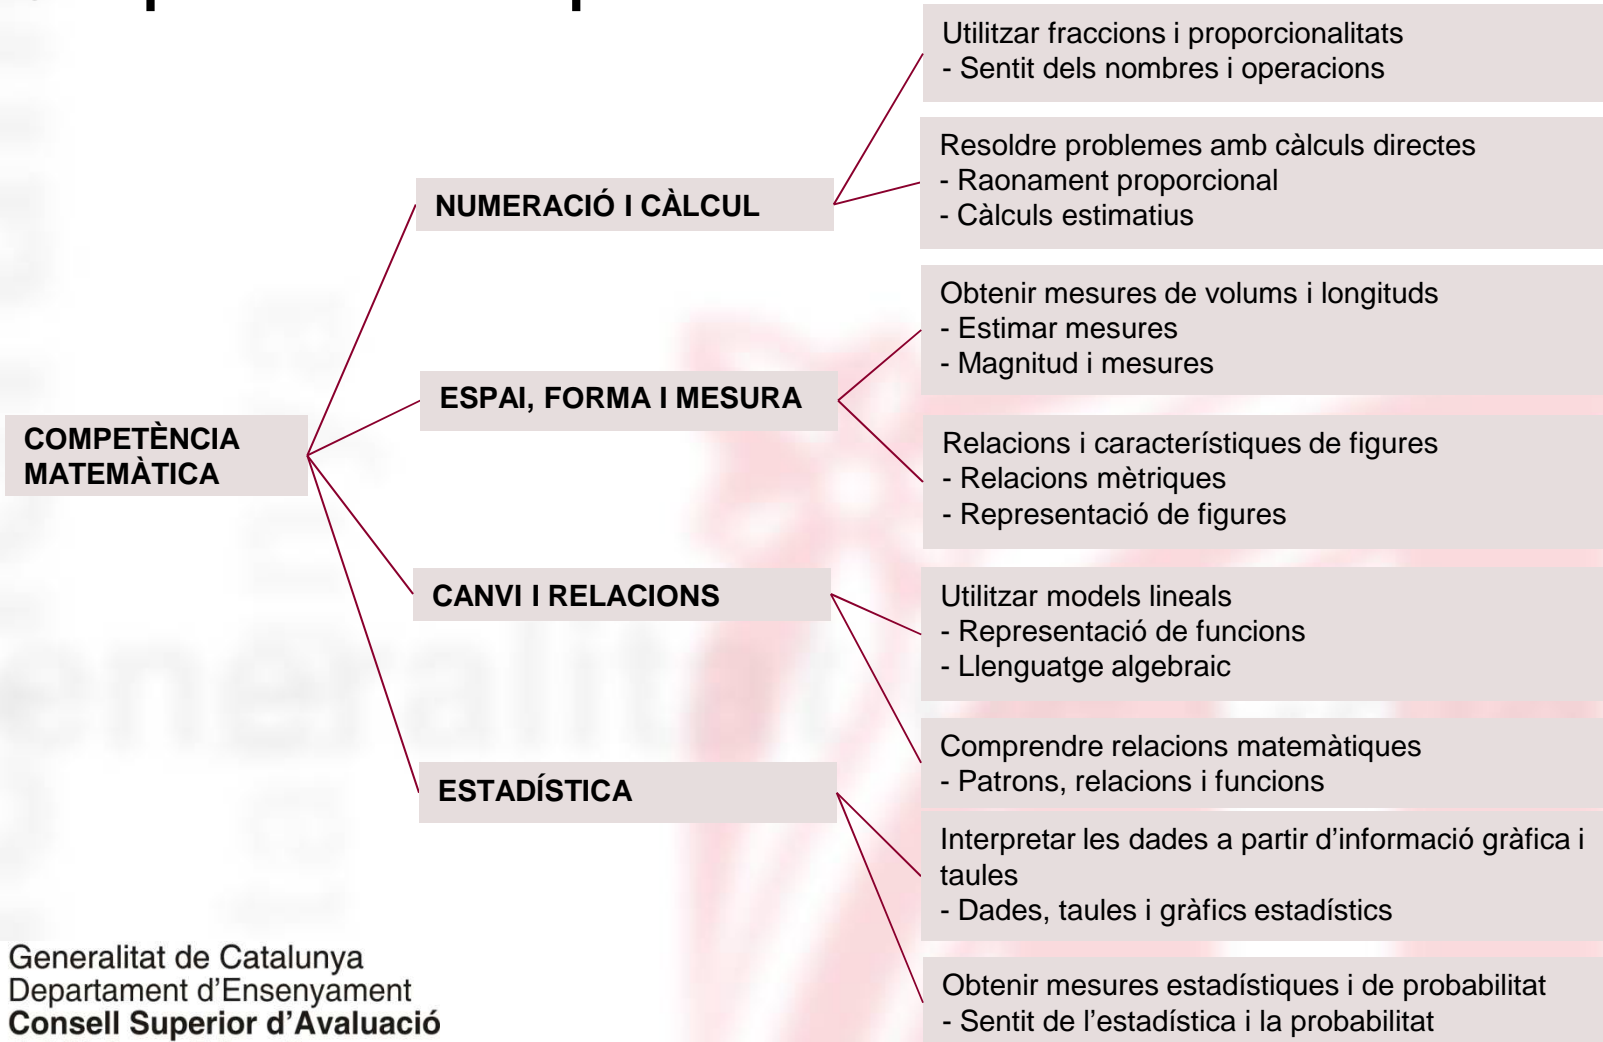 COMPETÈNCIA
MATEMÀTICA
NUMERACIÓ I CÀLCUL
Utilitzar fraccions i proporcionalitats
- Sentit dels nombres i operacions
Resoldre problemes amb càlculs directes
- Raonament proporcional
- Càlculs estimatius
ESPAI, FORMA I MESURA
Obtenir mesures de volums i longituds
- Estimar mesures
- Magnitud i mesures
Relacions i característiques de figures
- Relacions mètriques
- Representació de figures
CANVI I RELACIONS
Utilitzar models lineals
- Representació de funcions
- Llenguatge algebraic
Comprendre relacions matemàtiques
- Patrons, relacions i funcions
ESTADÍSTICA
Interpretar les dades a partir d’informació gràfica i
taules
- Dades, taules i gràfics estadístics
Obtenir mesures estadístiques i de probabilitat
- Sentit de l’estadística i la probabilitat
Generalitat de Catalunya
Departament d’Ensenyament
Consell Superior d’Avaluació